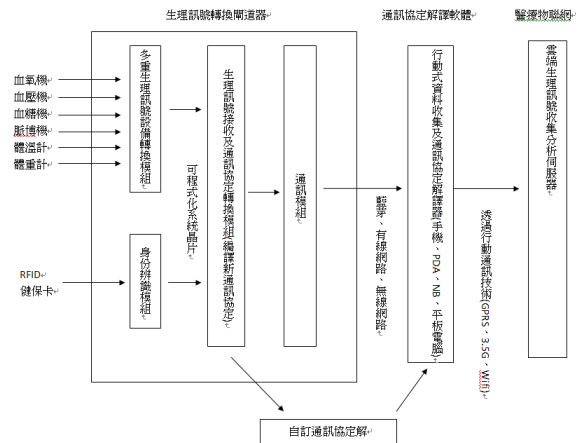 生理訊號轉換閘道器
通訊協定解譯軟體
醫療物聯網
血氧機
血壓機
血糖機
脈博機
體溫計
體重計
RFID
健保卡
多重生理訊號設備轉換模組
身份辨識模組
可程式化系統晶片
生理訊號接收及通訊協定轉換模組(編譯新通訊協定)
通訊模組
藍芽、有線網路、無線網路
行動式資料收集及通訊協定解譯器(手機、PDA、NB、平板電腦)
透過行動通訊技術(GPRS、3.5G、Wifi)
雲端生理訊號收集分析伺服器
自訂通訊協定解